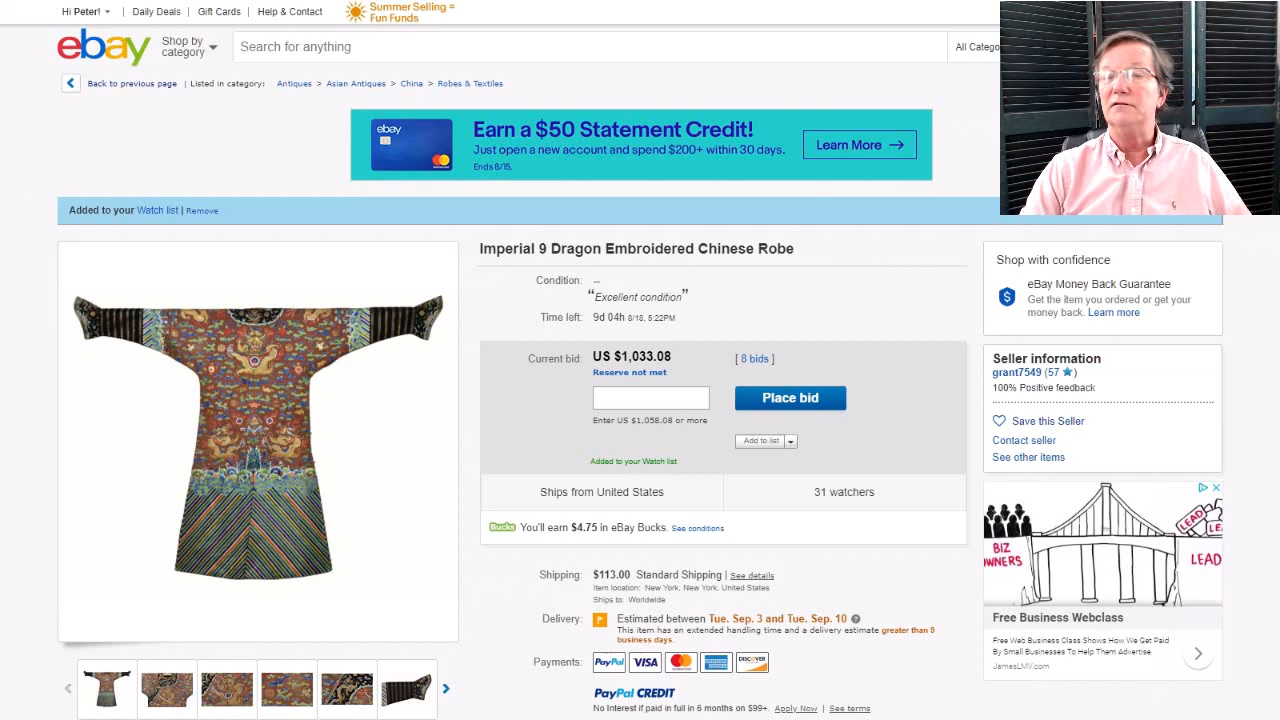 Hi Peter!
Daily Deals
Gift Cards
Help & Contact
Summer Selling =
Fun Funds
ebay
Shop by
category
Search for anything
All Catego
Back to previous page | Listed in category:
Antiques > Asian Antiques > China > Robes & Textiles
ebay
Earn a $50 Statement Credit!
Just open a new account and spend $200+ within 30 days.
Ends 8/15.
Learn More →
Added to your Watch list | Remove
Imperial 9 Dragon Embroidered Chinese Robe
Condition: --
“Excellent condition”
Time left: 9d 04h 8/18, 5:22PM
Current bid: US $1,033.08 [ 8 bids ]
Reserve not met
Place bid
Enter US $1,058.08 or more
Add to list
Added to your Watch list
Ships from United States
31 watchers
Bucks You'll earn $4.75 in eBay Bucks. See conditions
Shipping: $113.00 Standard Shipping | See details
Item location: New York, New York, United States
Ships to: Worldwide
Delivery: Estimated between Tue. Sep. 3 and Tue. Sep. 10
This item has an extended handling time and a delivery estimate greater than 9
business days.
Payments: PayPal VISA MasterCard DISCOVER
PayPal CREDIT
No Interest if paid in full in 6 months on $99+. Apply Now | See terms
Shop with confidence
eBay Money Back Guarantee
Get the item you ordered or get your
money back. Learn more
Seller information
grant7549 (57 ★)
100% Positive feedback
Save this Seller
Contact seller
See other items
LEAD
LE
BIZ
WNERS
LEAD
Free Business Webclass
Free Web Business Class Shows How We Get Paid
By Small Businesses To Help Them Advertise
JamesLMV.com